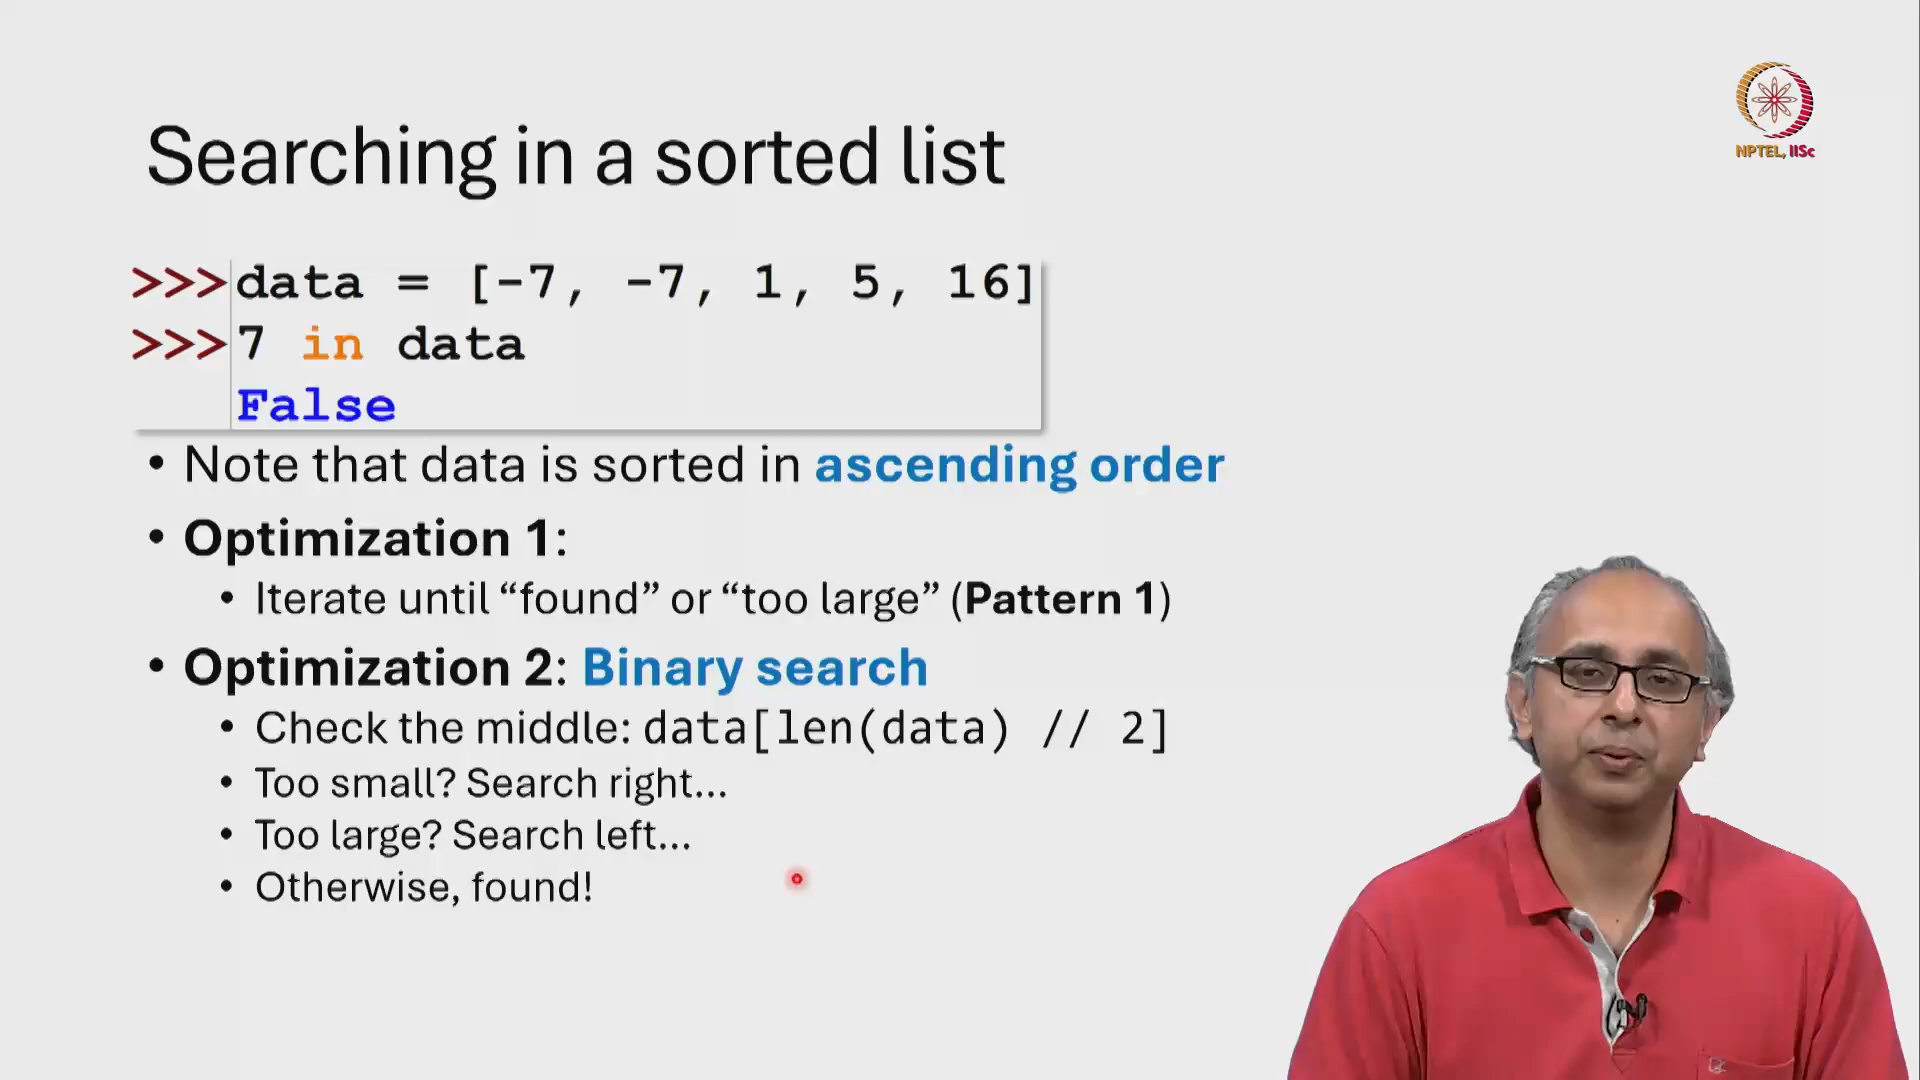 NPTEL, IISc
Searching in a sorted list
>>> data = [-7, -7, 1, 5, 16]
>>> 7 in data
False
• Note that data is sorted in ascending order
• Optimization 1:
• Iterate until “found” or “too large” (Pattern 1)
• Optimization 2: Binary search
• Check the middle: data[len(data) // 2]
• Too small? Search right...
• Too large? Search left...
• Otherwise, found!